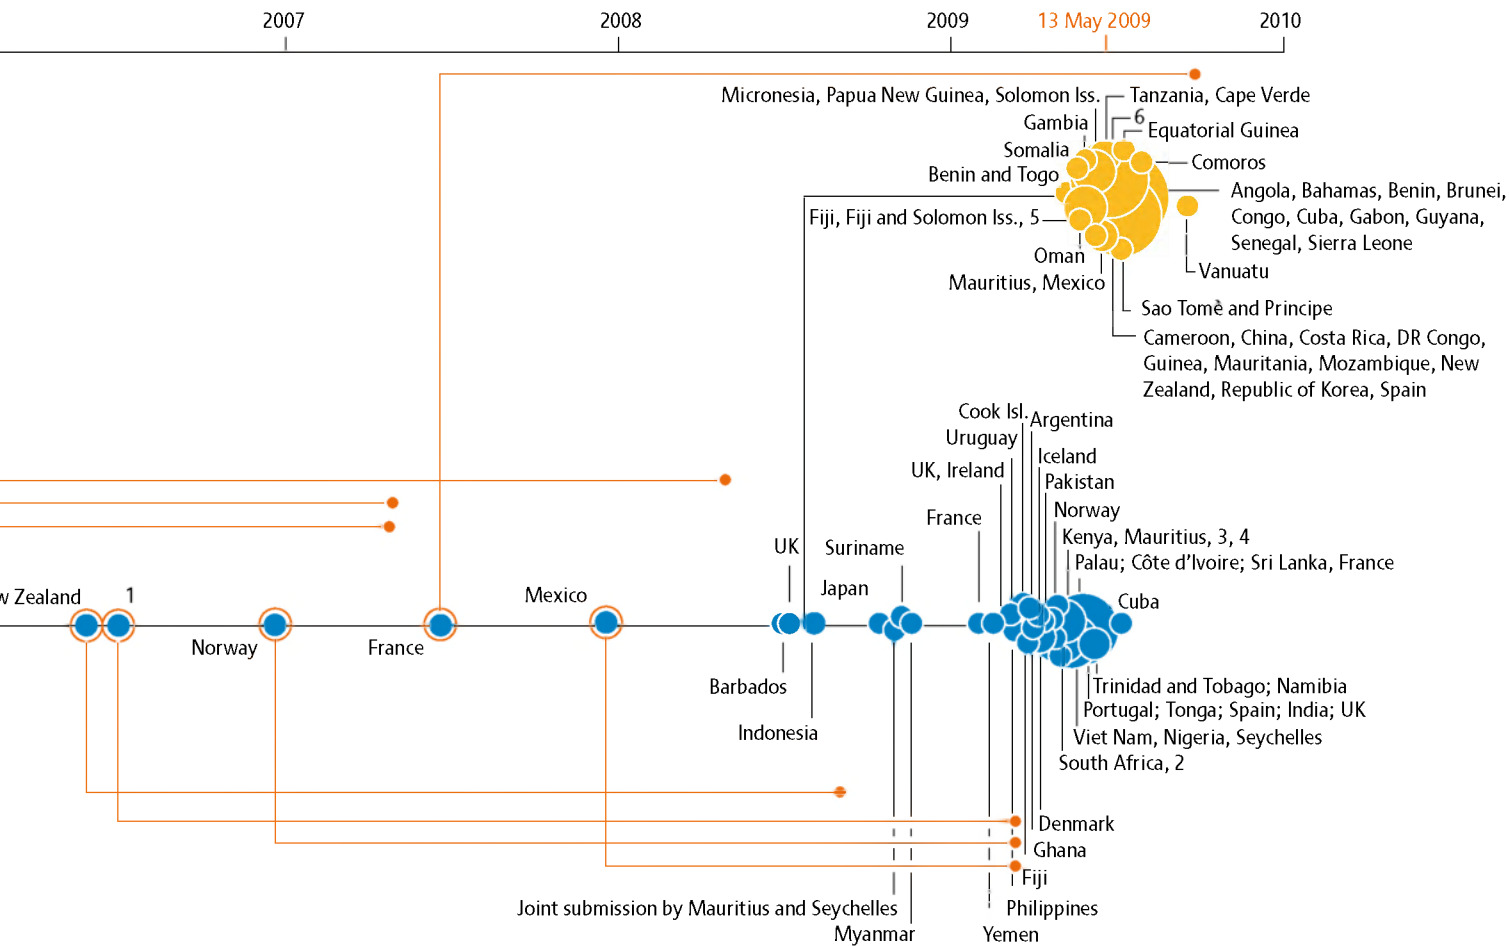 2007
2008
2009
13 May 2009
2010
Micronesia, Papua New Guinea, Solomon Iss.
Tanzania, Cape Verde
Gambia
6
Equatorial Guinea
Somalia
Comoros
Benin and Togo
Angola, Bahamas, Benin, Brunei,
Congo, Cuba, Gabon, Guyana,
Senegal, Sierra Leone
Fiji, Fiji and Solomon Iss., 5
Oman
Vanuatu
Mauritius, Mexico
Sao Tomè and Principe
Cameroon, China, Costa Rica, DR Congo,
Guinea, Mauritania, Mozambique, New
Zealand, Republic of Korea, Spain
Cook Isl.
Argentina
Uruguay
Iceland
UK, Ireland
Pakistan
Norway
France
Kenya, Mauritius, 3, 4
UK
Suriname
Palau; Côte d'Ivoire; Sri Lanka, France
Japan
w Zealand
1
Mexico
Cuba
Norway
France
Barbados
Trinidad and Tobago; Namibia
Portugal; Tonga; Spain; India; UK
Indonesia
Viet Nam, Nigeria, Seychelles
South Africa, 2
Denmark
Ghana
Fiji
Joint submission by Mauritius and Seychelles
Philippines
Myanmar
Yemen